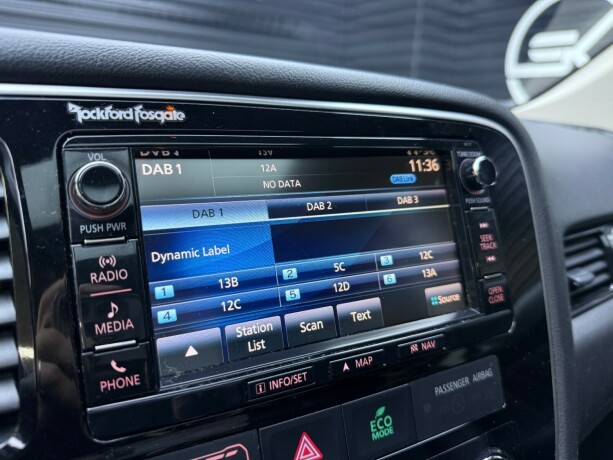 Rockford Fosgate
VOL
PUSH PWR
DAB 1 12A 11:36
NO DATA DAB Link
DAB 1 DAB 2 DAB 3
Dynamic Label
1 13B 2 5C 3 12C
4 12C 5 12D 6 13A
Station List Scan Text Source
RADIO
MEDIA
PHONE
PUSH SOUND
SEEK TRACK
OPEN CLOSE
i INFO/SET MAP NAV
ECO MODE
PASSENGER AIRBAG